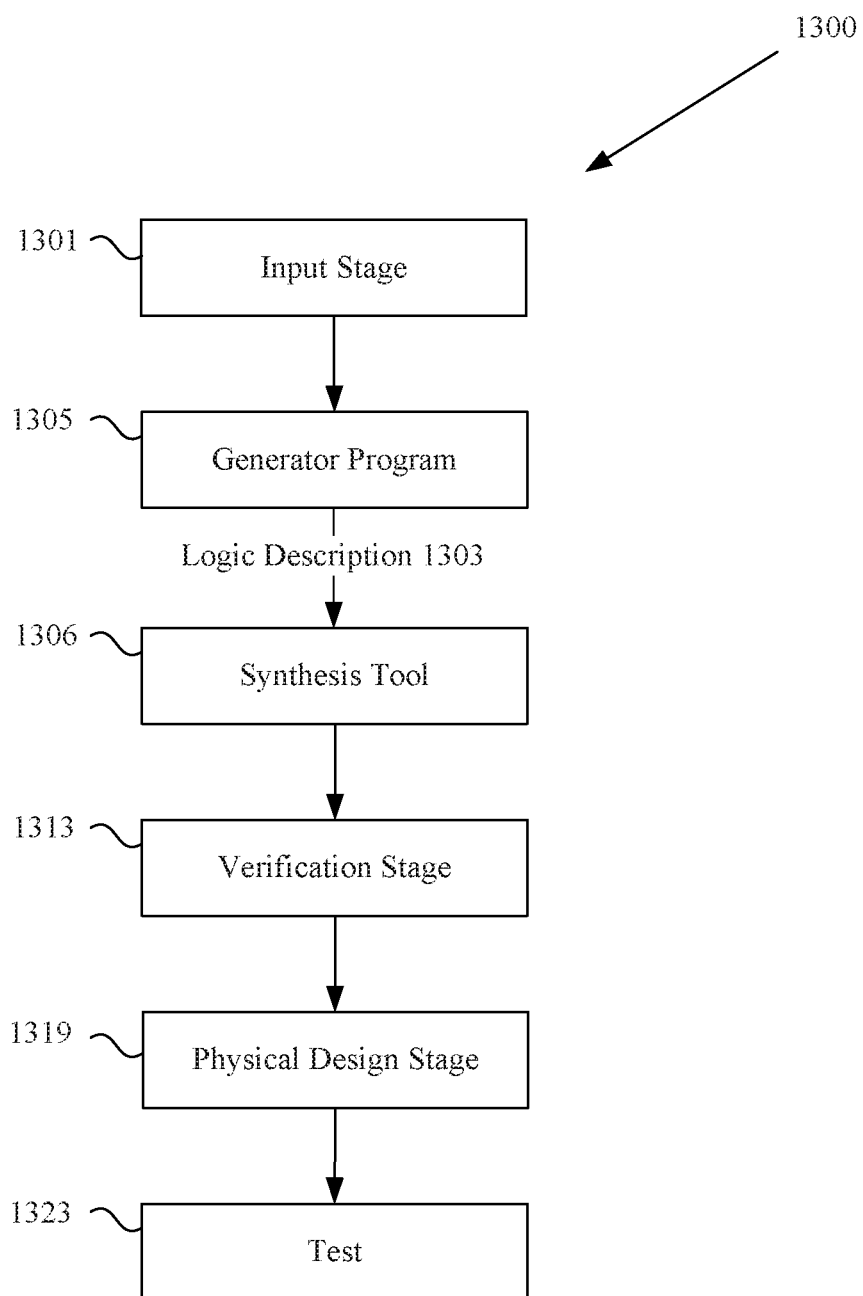 1300
1301
Input Stage
1305
Generator Program
Logic Description 1303
1306
Synthesis Tool
1313
Verification Stage
1319
Physical Design Stage
1323
Test